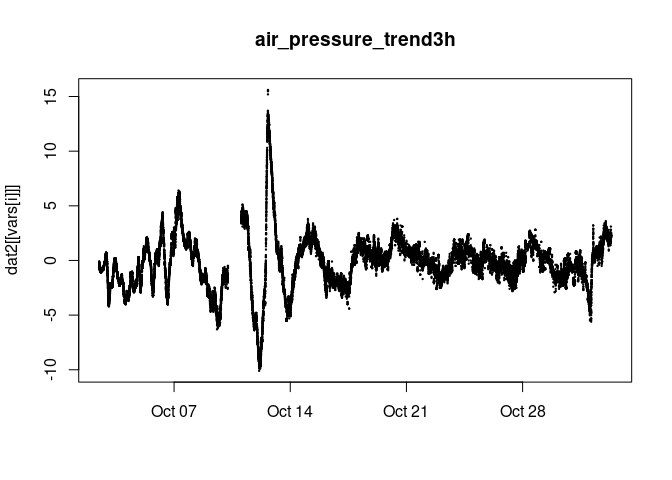 air_pressure_trend3h
dat2[[vars[i]]]
15
10
5
0
-5
-10
Oct 07
Oct 14
Oct 21
Oct 28